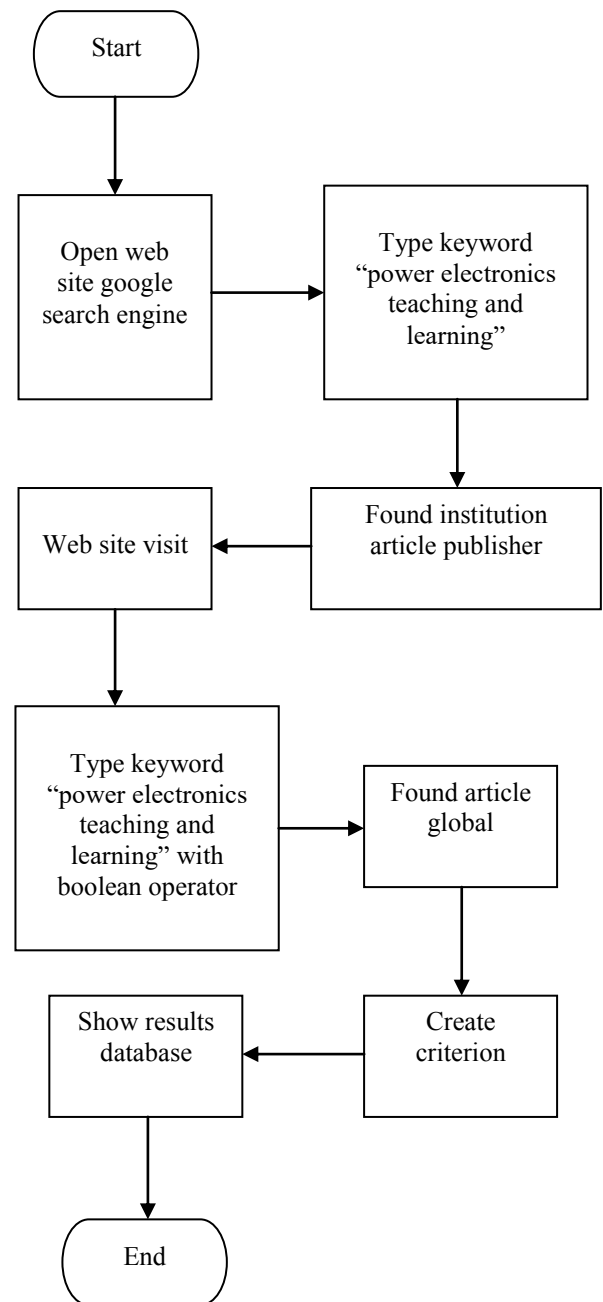 Start
Open web
site google
search engine
Type keyword
“power electronics
teaching and
learning”
Found institution
article publisher
Web site visit
Type keyword
“power electronics
teaching and
learning” with
boolean operator
Found article
global
Create
criterion
Show results
database
End